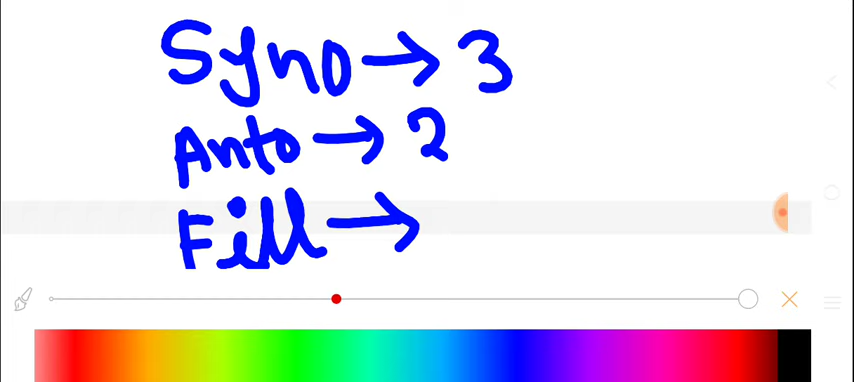 Syno → 3
Anto → 2
Fill →